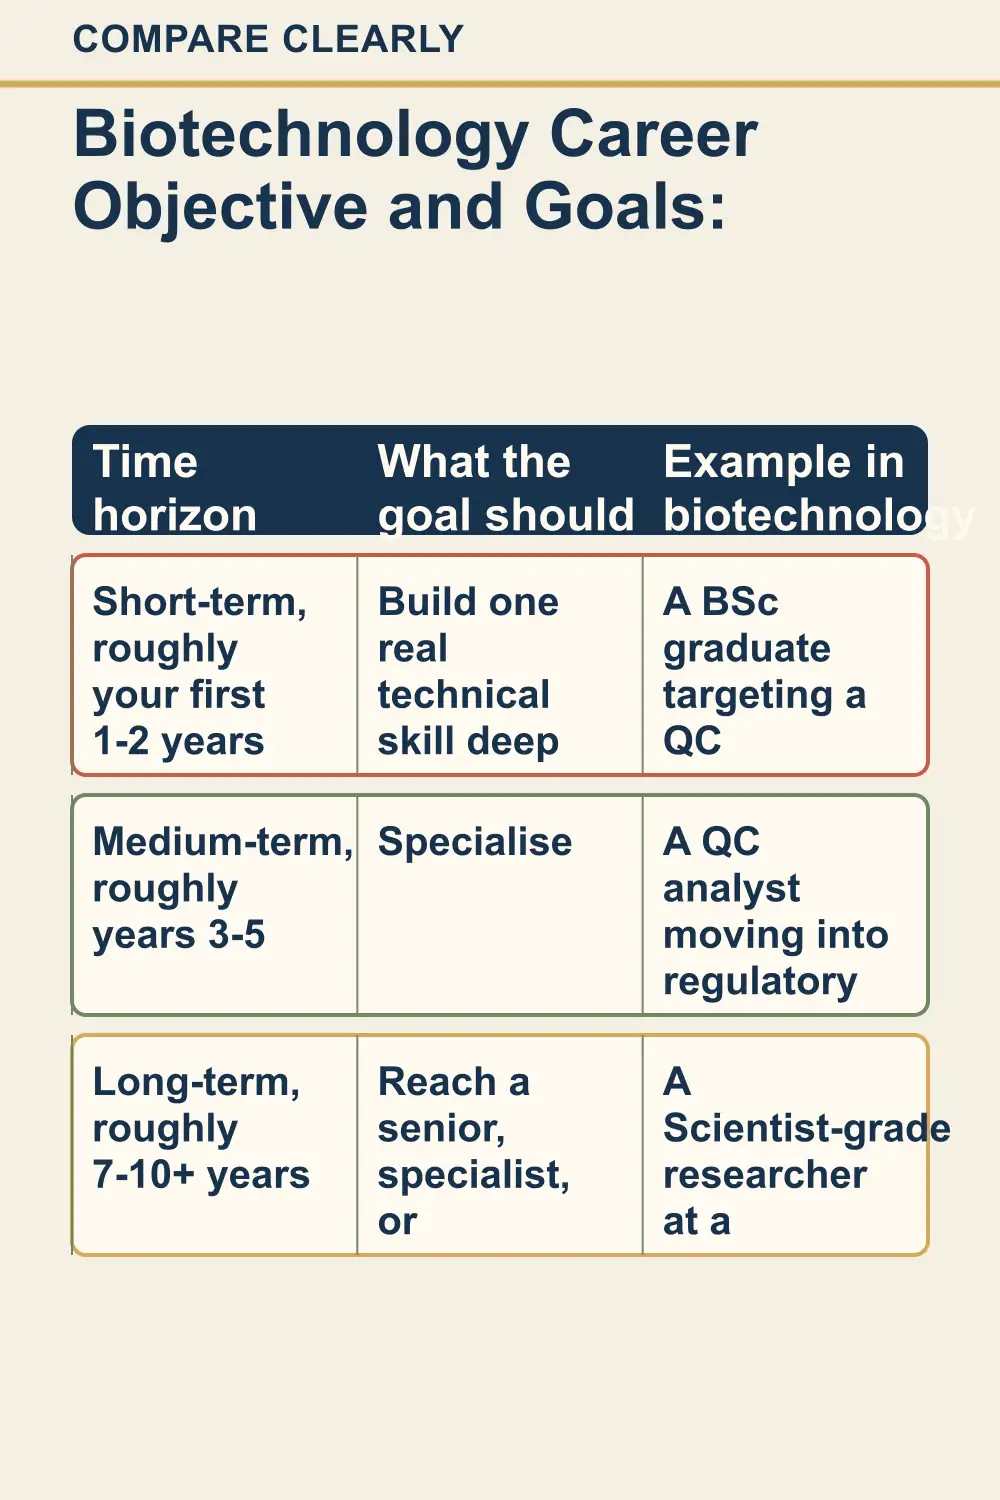 COMPARE CLEARLY
Biotechnology Career
Objective and Goals:
Time
horizon
What the
goal should
Example in
biotechnology
Short-term,
roughly
your first
1-2 years
Build one
real
technical
skill deep
A BSc
graduate
targeting a
QC
Medium-term,
roughly
years 3-5
Specialise
A QC
analyst
moving into
regulatory
Long-term,
roughly
7-10+ years
Reach a
senior,
specialist,
or
A
Scientist-grade
researcher
at a